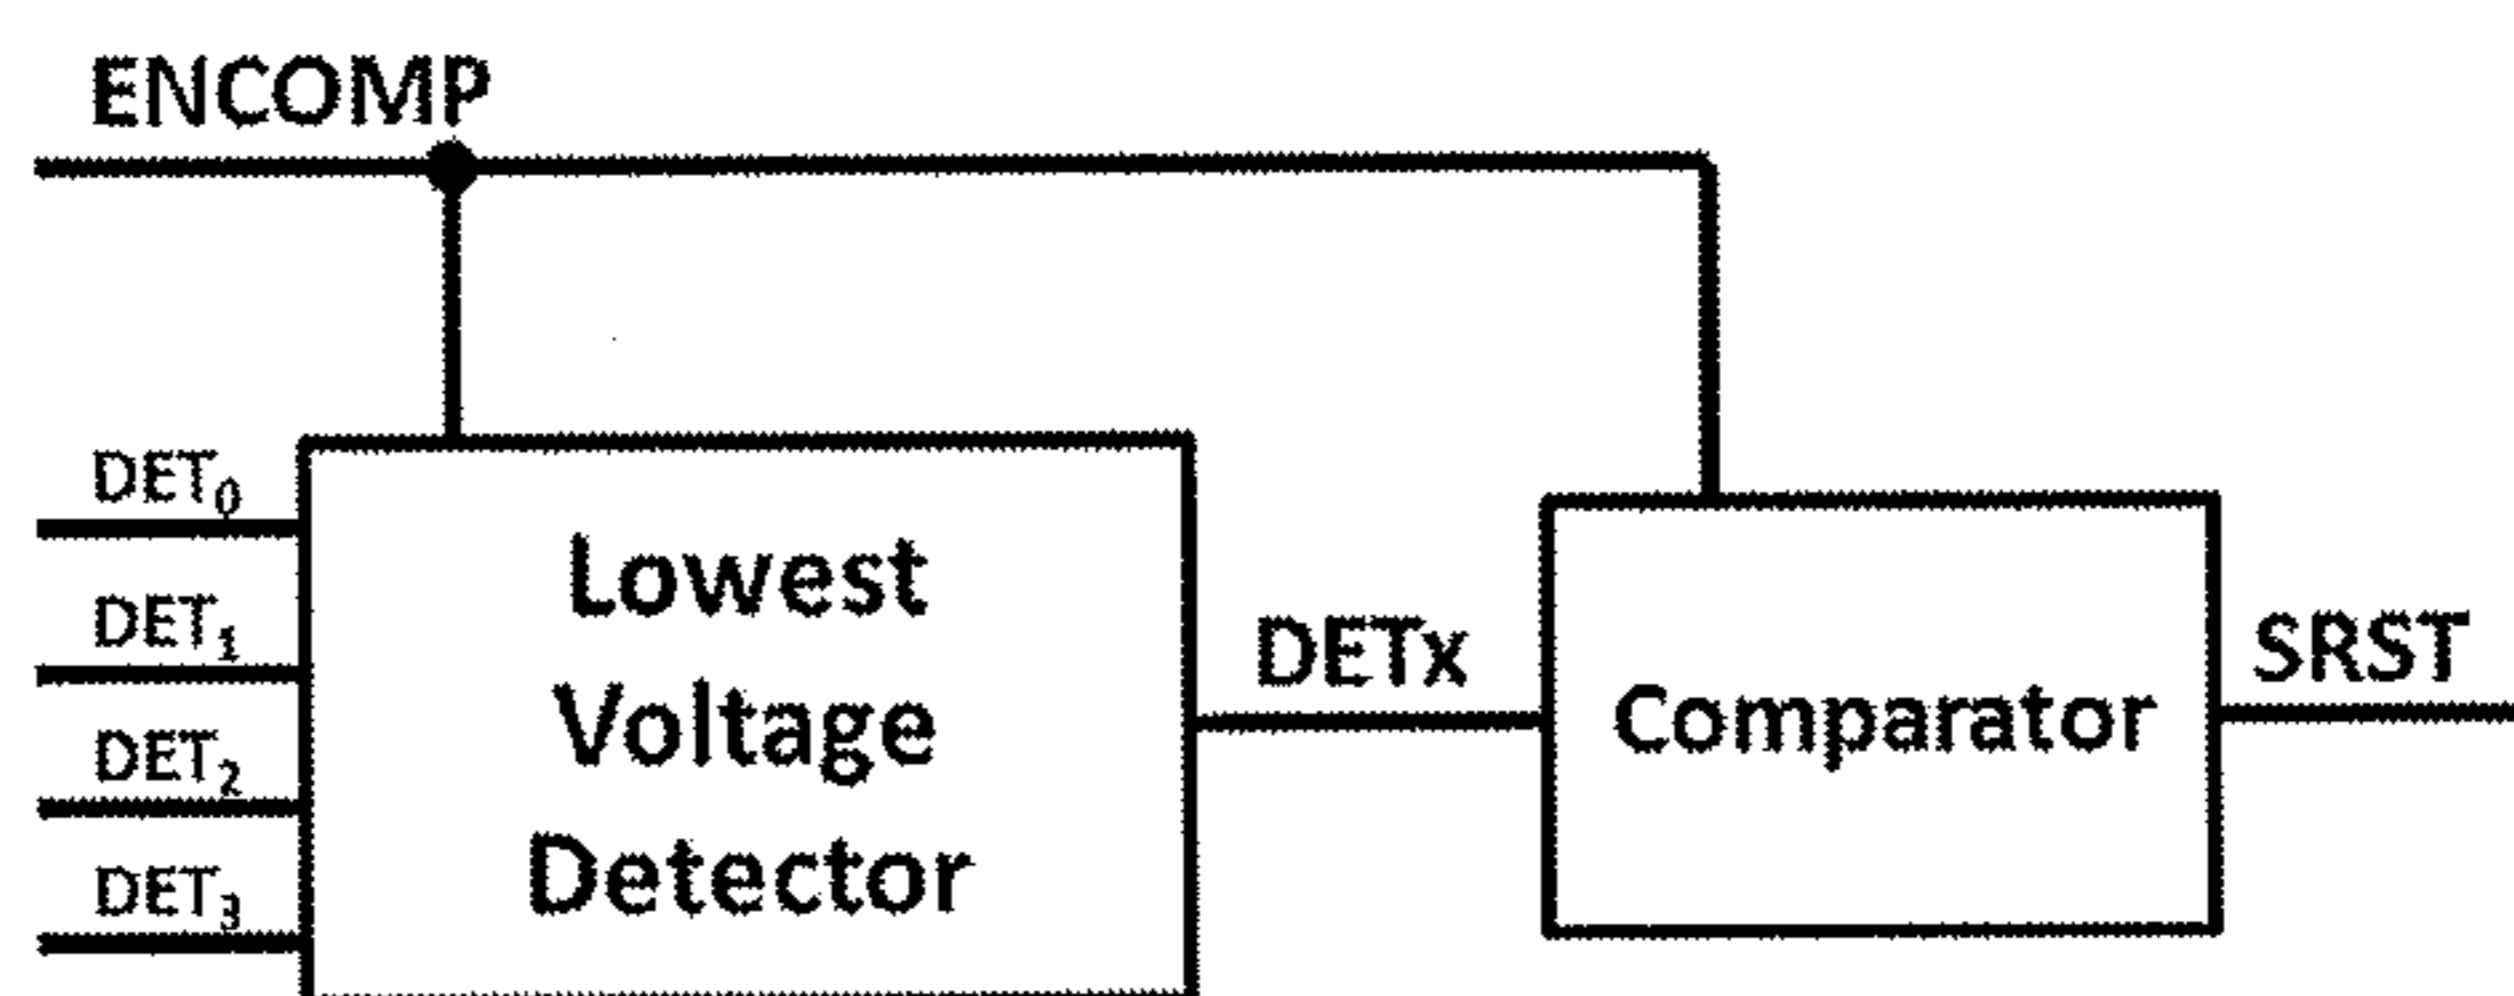 ENCOMP
DET0
DET1
DET2
DET3
Lowest
Voltage
Detector
DETx
Comparator
SRST